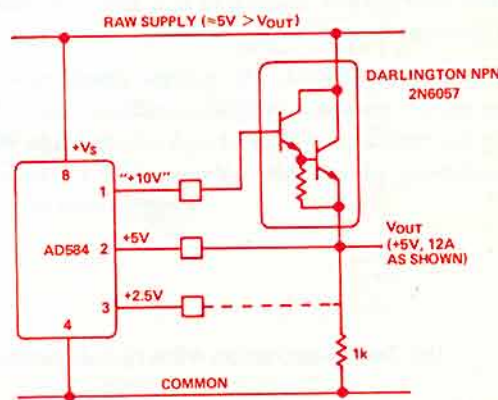 RAW SUPPLY (≈5V > VOUT)
DARLINGTON NPN
2N6057
+VS
8
1
"+10V"
AD584
2
+5V
VOUT
(+5V, 12A
AS SHOWN)
3
+2.5V
4
1k
COMMON